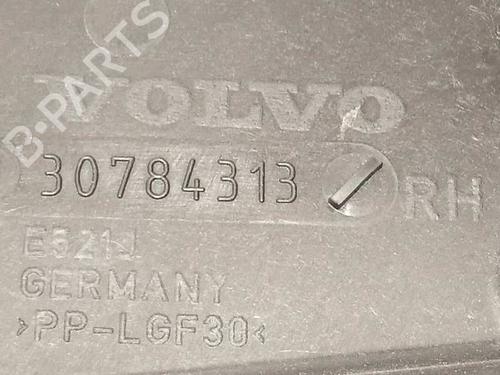 VOLVO
B-PARTS
30784313 RH
E521J
GERMANY
>PP-LGF30<